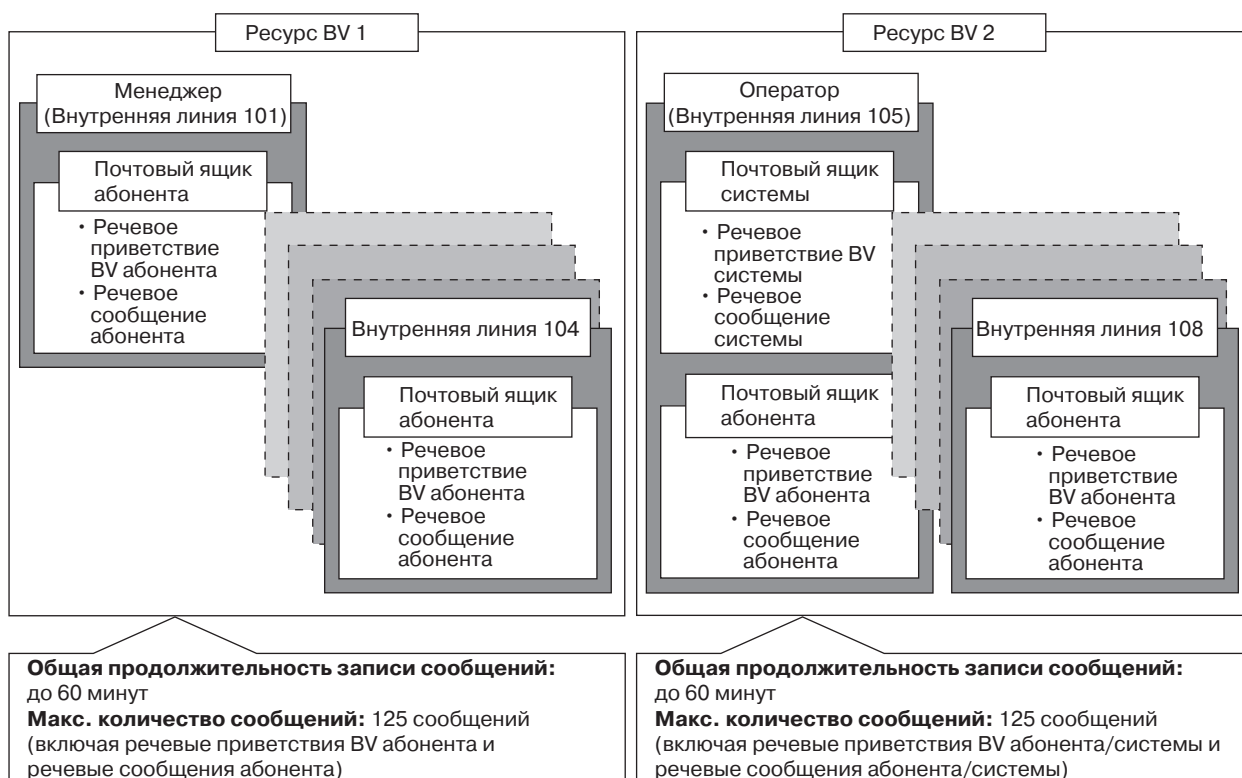 Ресурс BV 1
Менеджер
(Внутренняя линия 101)
Почтовый ящик
абонента
• Речевое
приветствие
BV абонента
• Речевое
сообщение
абонента
Внутренняя линия 104
Почтовый ящик
абонента
• Речевое
приветствие
BV абонента
• Речевое
сообщение
абонента
Общая продолжительность записи сообщений:
до 60 минут
Макс. количество сообщений: 125 сообщений
(включая речевые приветствия BV абонента и
речевые сообщения абонента)
Ресурс BV 2
Оператор
(Внутренняя линия 105)
Почтовый ящик
системы
• Речевое
приветствие BV
системы
• Речевое
сообщение
системы
Почтовый ящик
абонента
• Речевое
приветствие
BV абонента
• Речевое
сообщение
абонента
Внутренняя линия 108
Почтовый ящик
абонента
• Речевое
приветствие
BV абонента
• Речевое
сообщение
абонента
Общая продолжительность записи сообщений:
до 60 минут
Макс. количество сообщений: 125 сообщений
(включая речевые приветствия BV абонента/системы и
речевые сообщения абонента/системы)